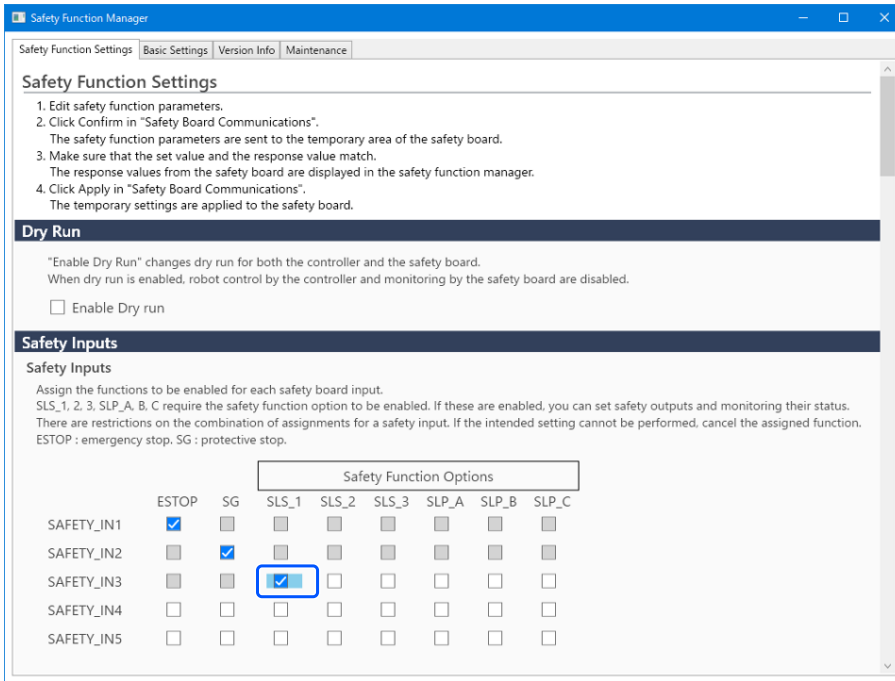 Safety Function Manager
Safety Function Settings Basic Settings Version Info Maintenance
Safety Function Settings
1. Edit safety function parameters.
2. Click Confirm in "Safety Board Communications".
The safety function parameters are sent to the temporary area of the safety board.
3. Make sure that the set value and the response value match.
The response values from the safety board are displayed in the safety function manager.
4. Click Apply in "Safety Board Communications".
The temporary settings are applied to the safety board.
Dry Run
"Enable Dry Run" changes dry run for both the controller and the safety board.
When dry run is enabled, robot control by the controller and monitoring by the safety board are disabled.
Enable Dry run
Safety Inputs
Safety Inputs
Assign the functions to be enabled for each safety board input.
SLS_1, 2, 3, SLP_A, B, C require the safety function option to be enabled. If these are enabled, you can set safety outputs and monitoring their status.
There are restrictions on the combination of assignments for a safety input. If the intended setting cannot be performed, cancel the assigned function.
ESTOP : emergency stop, SG : protective stop.
Safety Function Options
ESTOP SG SLS_1 SLS_2 SLS_3 SLP_A SLP_B SLP_C
SAFETY_IN1
SAFETY_IN2
SAFETY_IN3
SAFETY_IN4
SAFETY_IN5